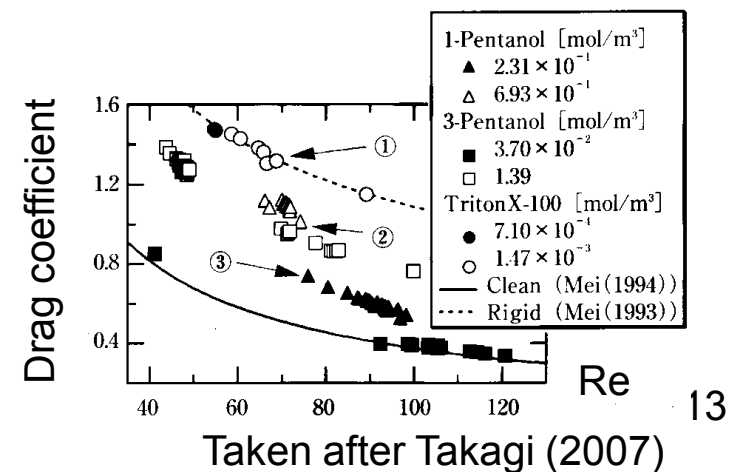 1-Pentanol [mol/m³]
▲ 2.31×10⁻¹
△ 6.93×10⁻¹
3-Pentanol [mol/m³]
■ 3.70×10⁻²
□ 1.39
TritonX-100 [mol/m³]
● 7.10×10⁻⁴
○ 1.47×10⁻³
Clean (Mei(1994))
Rigid (Mei(1993))
Drag coefficient
1.6
1.2
0.8
0.4
①
②
③
40 60 80 100
Re
13
Taken after Takagi (2007)